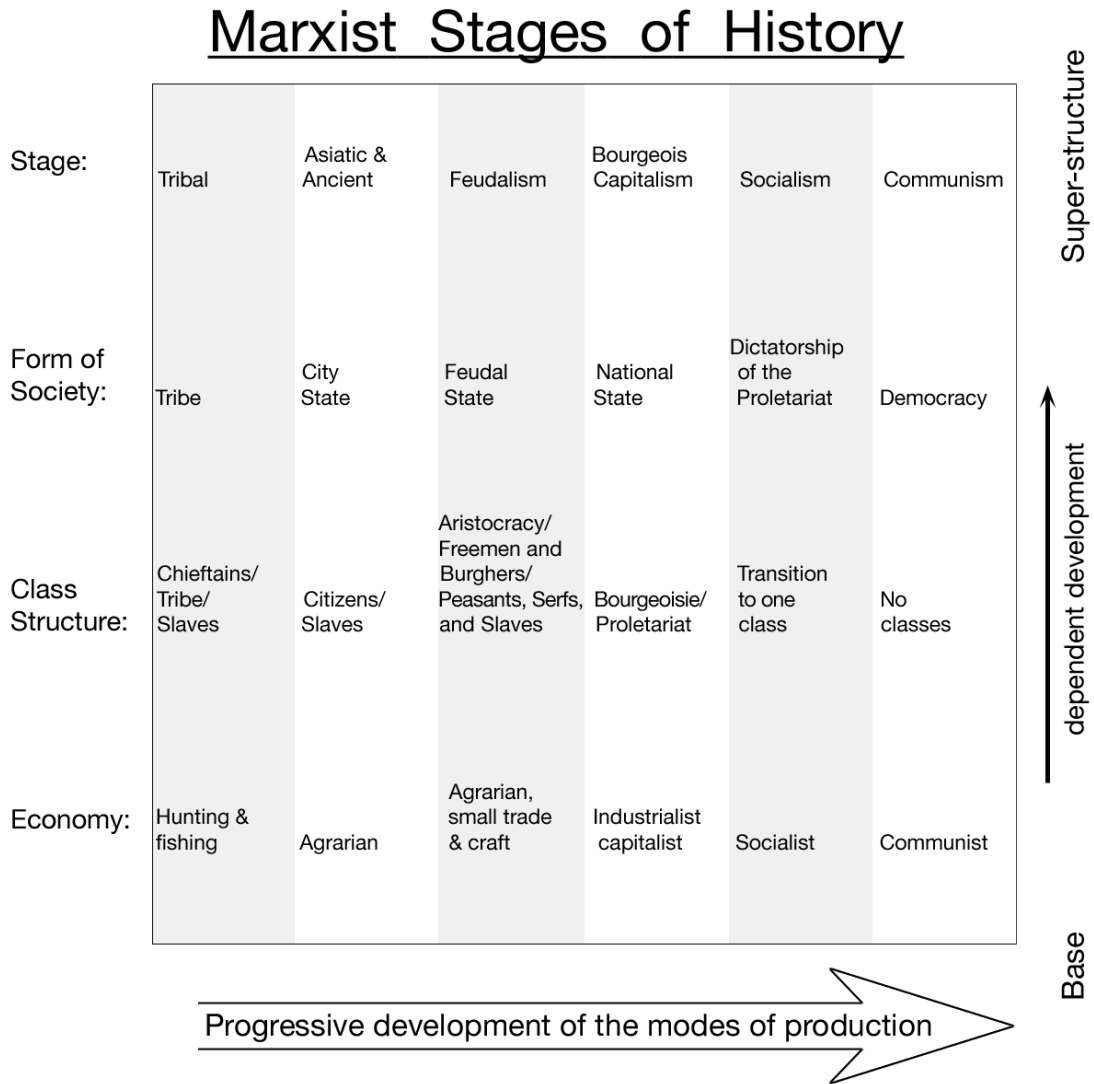 Marxist Stages of History
Super-structure
Stage:
Tribal
Asiatic &
Ancient
Feudalism
Bourgeois
Capitalism
Socialism
Communism
Form of
Society:
Tribe
City
State
Feudal
State
National
State
Dictatorship
of the
Proletariat
Democracy
dependent development
Class
Structure:
Chieftains/
Tribe/
Slaves
Citizens/
Slaves
Aristocracy/
Freemen and
Burghers/
Peasants, Serfs,
and Slaves
Bourgeoisie/
Proletariat
Transition
to one
class
No
classes
Economy:
Hunting &
fishing
Agrarian
Agrarian,
small trade
& craft
Industrialist
capitalist
Socialist
Communist
Base
Progressive development of the modes of production